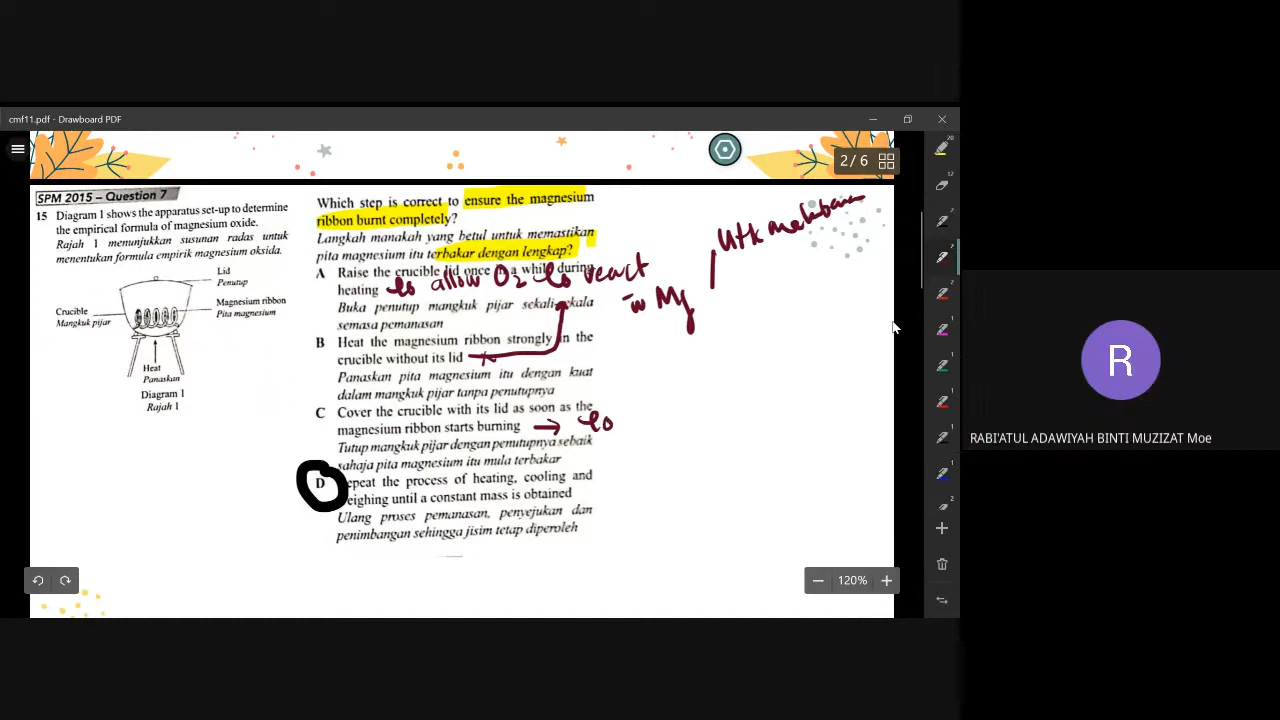 cmf11.pdf - Drawboard PDF
2/6
SPM 2015 – Question 7
15 Diagram 1 shows the apparatus set-up to determine
the empirical formula of magnesium oxide.
Rajah 1 menunjukkan susunan radas untuk
menentukan formula empirik magnesium oksida.
Lid
Penutup
Crucible
Mangkuk pijar
Magnesium ribbon
Pita magnesium
Heat
Panaskan
Diagram 1
Rajah 1
Which step is correct to ensure the magnesium
ribbon burnt completely?
Langkah manakah yang betul untuk memastikan
pita magnesium itu terbakar dengan lengkap?
A Raise the crucible lid once in a while during
heating
to allow O2 to react
w Mg
Utk
Buka penutup mangkuk pijar sekali-sekala
semasa pemanasan
B Heat the magnesium ribbon strongly in the
crucible without its lid
Panaskan pita magnesium itu dengan kuat
dalam mangkuk pijar tanpa penutupnya
C Cover the crucible with its lid as soon as the
magnesium ribbon starts burning → to
Tutup mangkuk pijar dengan penutupnya sebaik
sahaja pita magnesium itu mula terbakar
D epeat the process of heating, cooling and
eighing until a constant mass is obtained
Ulang proses pemanasan, penyejukan dan
penimbangan sehingga jisim tetap diperoleh
120%
R
RABI'ATUL ADAWIYAH BINTI MUZIZAT Moe
20
12